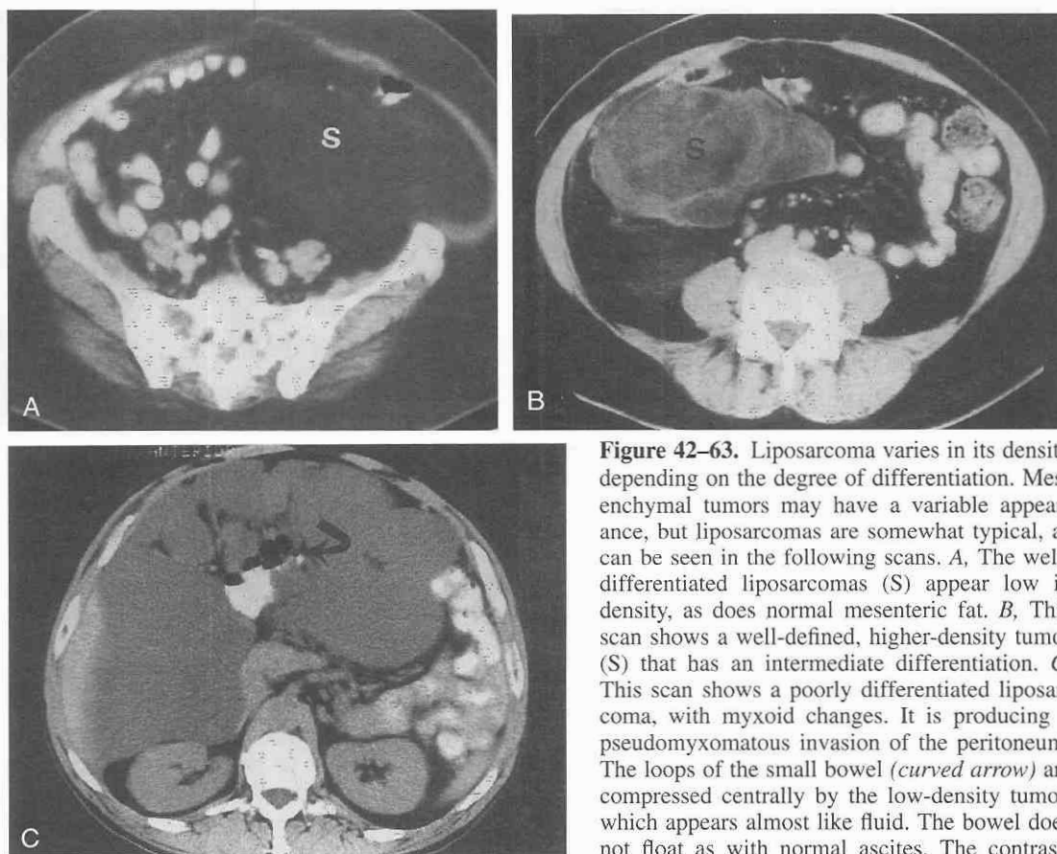 S
A
S
B
ANTERIOR
C
Figure 42–63. Liposarcoma varies in its densit
depending on the degree of differentiation. Mes
enchymal tumors may have a variable appear
ance, but liposarcomas are somewhat typical, a
can be seen in the following scans. A, The wel
differentiated liposarcomas (S) appear low i
density, as does normal mesenteric fat. B, Thi
scan shows a well-defined, higher-density tumo
(S) that has an intermediate differentiation. C
This scan shows a poorly differentiated liposar
coma, with myxoid changes. It is producing
pseudomyxomatous invasion of the peritoneum
The loops of the small bowel (curved arrow) ar
compressed centrally by the low-density tumo
which appears almost like fluid. The bowel doe
not float as with normal ascites. The contras